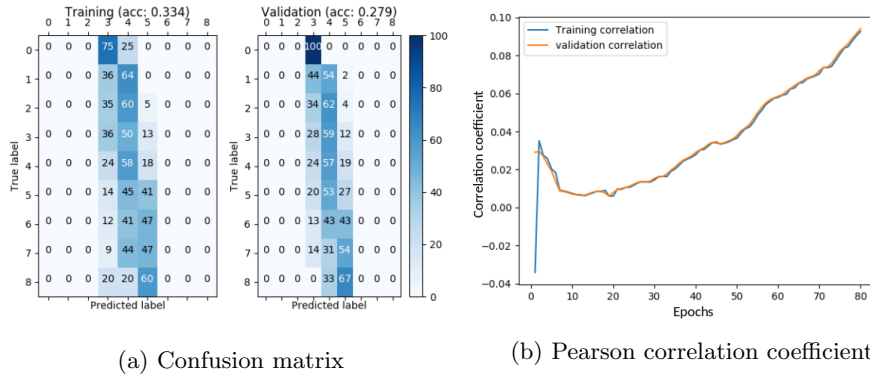 Training (acc: 0.334)
0 1 2 3 4 5 6 7 8
0 0 0 0 75 25 0 0 0 0
1 0 0 0 36 64 0 0 0 0
2 0 0 0 35 60 5 0 0 0
3 0 0 0 36 50 13 0 0 0
4 0 0 0 24 58 18 0 0 0
5 0 0 0 14 45 41 0 0 0
6 0 0 0 12 41 47 0 0 0
7 0 0 0 9 44 47 0 0 0
8 0 0 0 20 20 60 0 0 0
True label
Predicted label
Validation (acc: 0.279)
0 1 2 3 4 5 6 7 8
0 0 0 0 100 0 0 0 0 0
1 0 0 0 44 54 2 0 0 0
2 0 0 0 34 62 4 0 0 0
3 0 0 0 28 59 12 0 0 0
4 0 0 0 24 57 19 0 0 0
5 0 0 0 20 53 27 0 0 0
6 0 0 0 13 43 43 0 0 0
7 0 0 0 14 31 54 0 0 0
8 0 0 0 0 33 67 0 0 0
True label
Predicted label
100
80
60
40
20
0
(a) Confusion matrix
Training correlation
validation correlation
0.10
0.08
0.06
0.04
0.02
0.00
−0.02
−0.04
Correlation coefficient
0 10 20 30 40 50 60 70 80
Epochs
(b) Pearson correlation coefficient